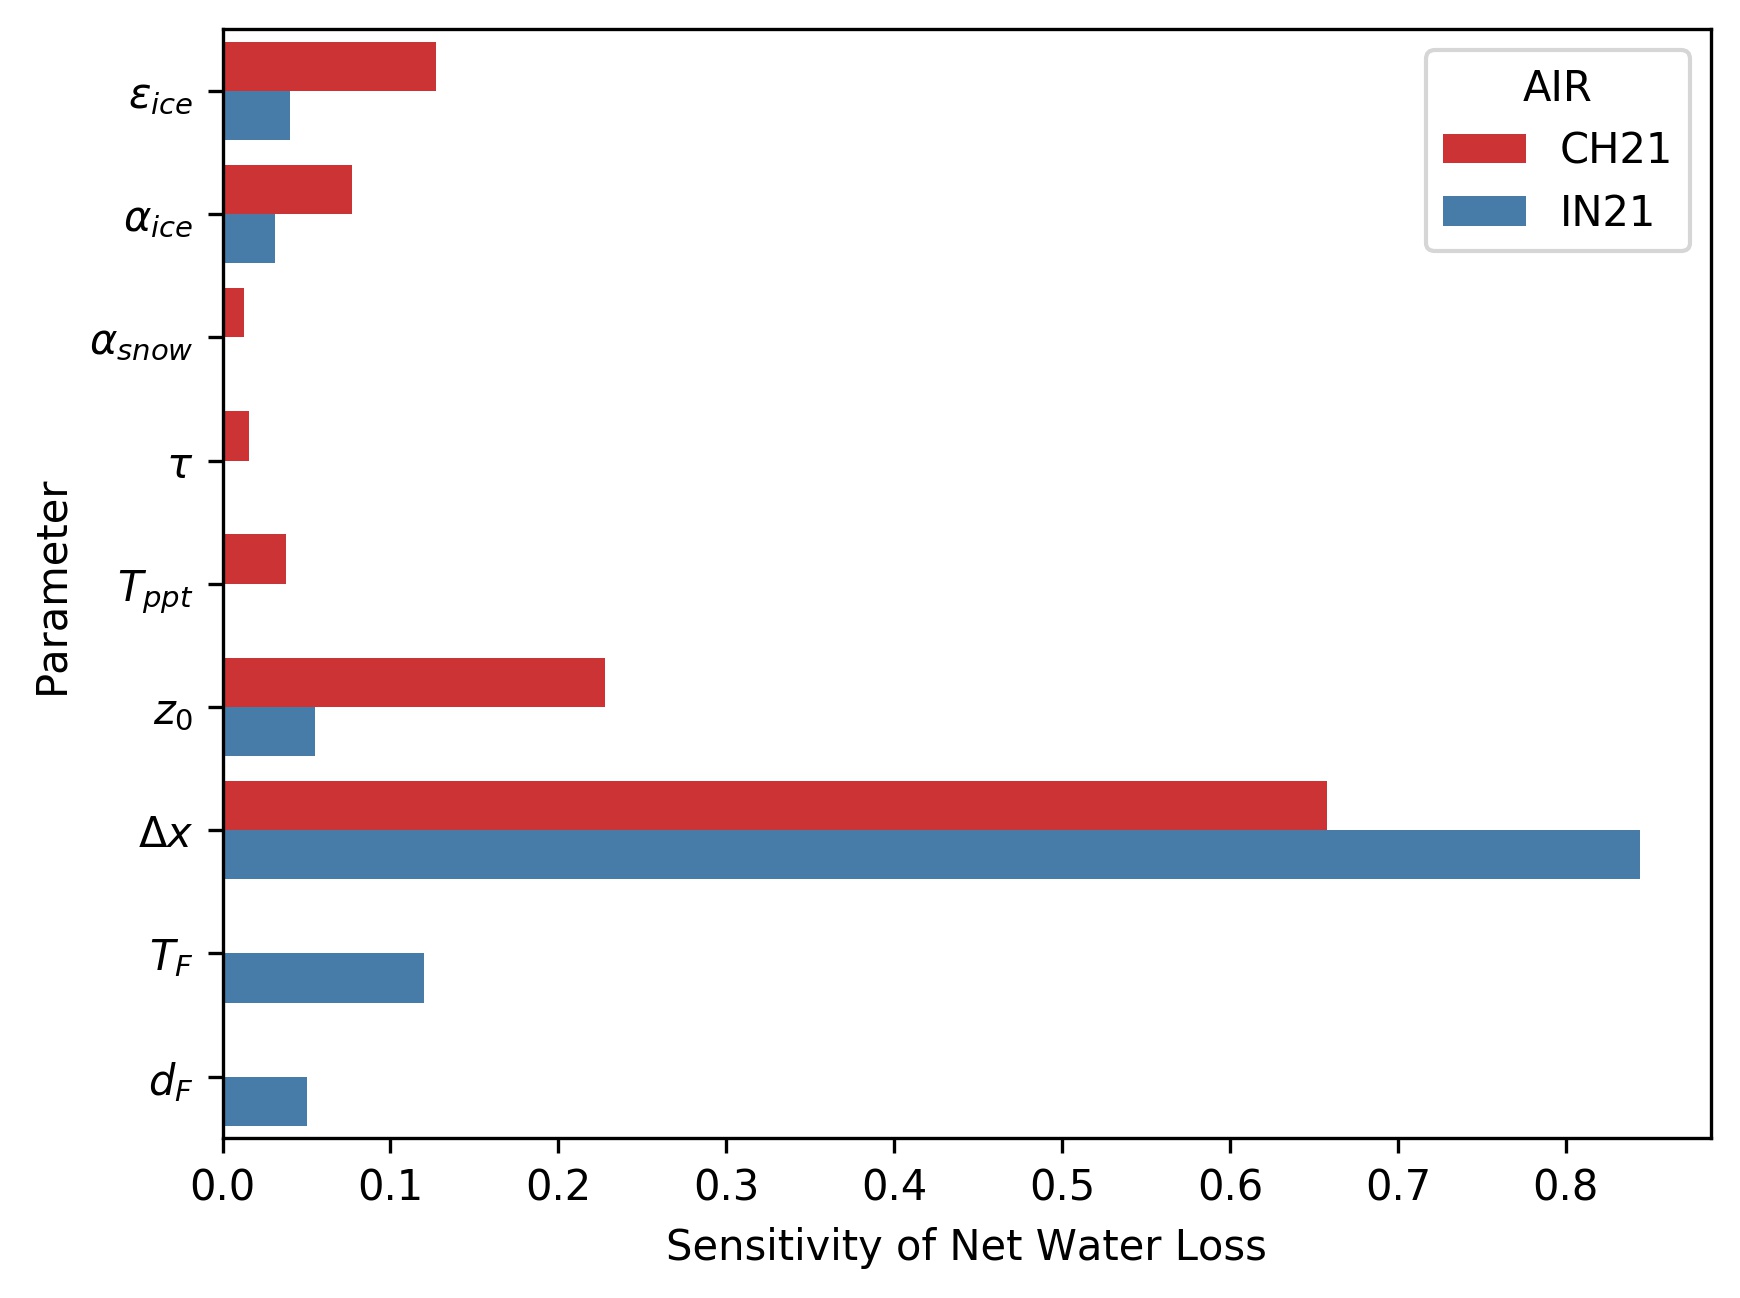 AIR
CH21
IN21
Parameter
ε_ice
α_ice
α_snow
τ
T_ppt
z_0
Δx
T_F
d_F
0.0 0.1 0.2 0.3 0.4 0.5 0.6 0.7 0.8
Sensitivity of Net Water Loss